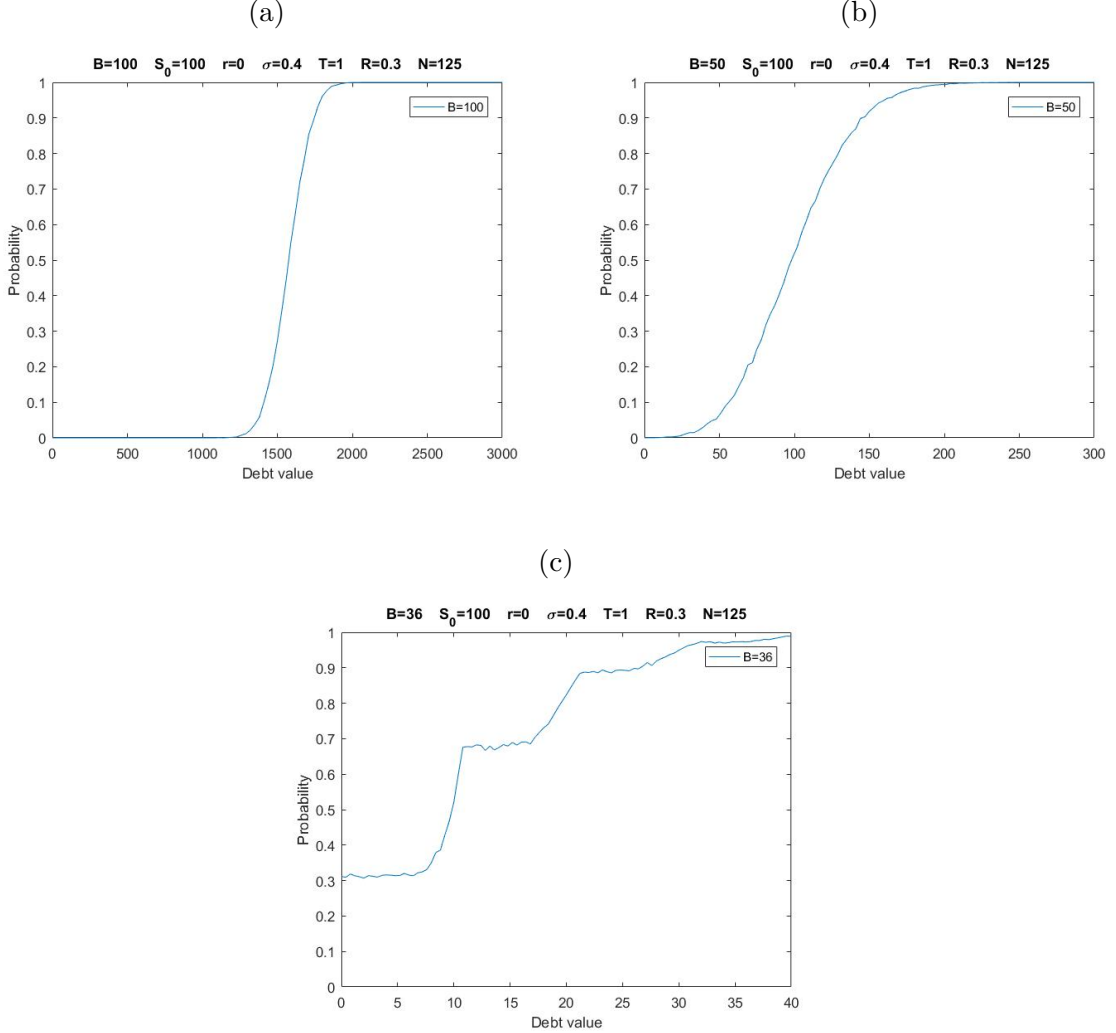 (a)
B=100 S0=100 r=0 σ=0.4 T=1 R=0.3 N=125
1
0.9
0.8
0.7
0.6
0.5
0.4
0.3
0.2
0.1
0
Probability
B=100
0 500 1000 1500 2000 2500 3000
Debt value
(b)
B=50 S0=100 r=0 σ=0.4 T=1 R=0.3 N=125
1
0.9
0.8
0.7
0.6
0.5
0.4
0.3
0.2
0.1
0
Probability
B=50
0 50 100 150 200 250 300
Debt value
(c)
B=36 S0=100 r=0 σ=0.4 T=1 R=0.3 N=125
1
0.9
0.8
0.7
0.6
0.5
0.4
0.3
0.2
0.1
0
Probability
B=36
0 5 10 15 20 25 30 35 40
Debt value